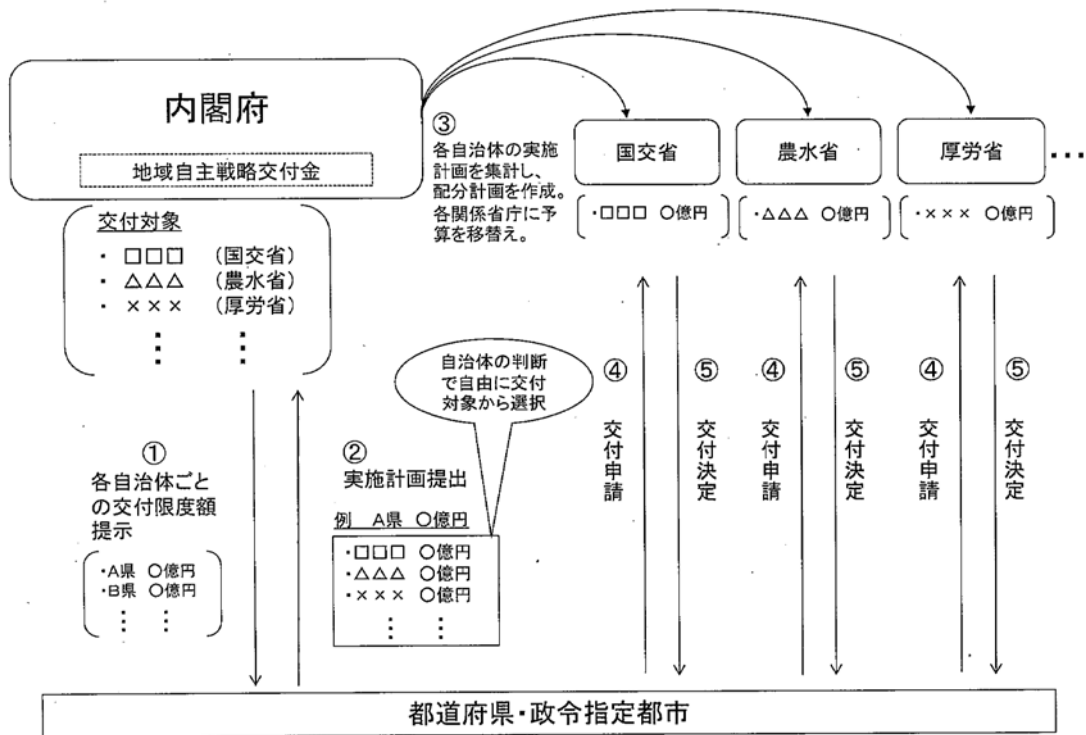 内閣府
地域自主戦略交付金
交付対象
・ □□□ (国交省)
・ △△△ (農水省)
・ ××× (厚労省)
⋮ ⋮
①
各自治体ごと
の交付限度額
提示
・A県 〇億円
・B県 〇億円
⋮ ⋮
②
実施計画提出
例 A県 〇億円
・□□□ 〇億円
・△△△ 〇億円
・××× 〇億円
⋮ ⋮
自治体の判断
で自由に交付
対象から選択
③
各自治体の実施
計画を集計し、
配分計画を作成。
各関係省庁に予
算を移替え。
国交省
・□□□ 〇億円
農水省
・△△△ 〇億円
厚労省
・××× 〇億円
…
④
交付申請
⑤
交付決定
④
交付申請
⑤
交付決定
④
交付申請
⑤
交付決定
都道府県・政令指定都市